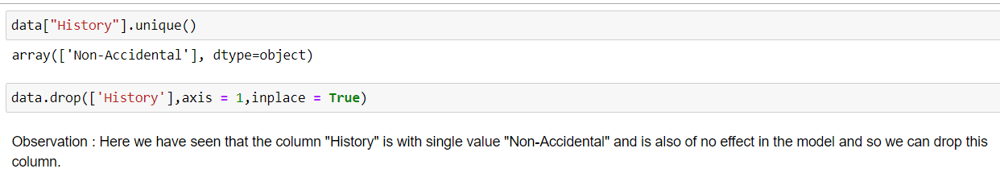 data["History"].unique()
array(['Non-Accidental'], dtype=object)
data.drop(['History'],axis = 1,inplace = True)
Observation : Here we have seen that the column "History" is with single value "Non-Accidental" and is also of no effect in the model and so we can drop this
column.